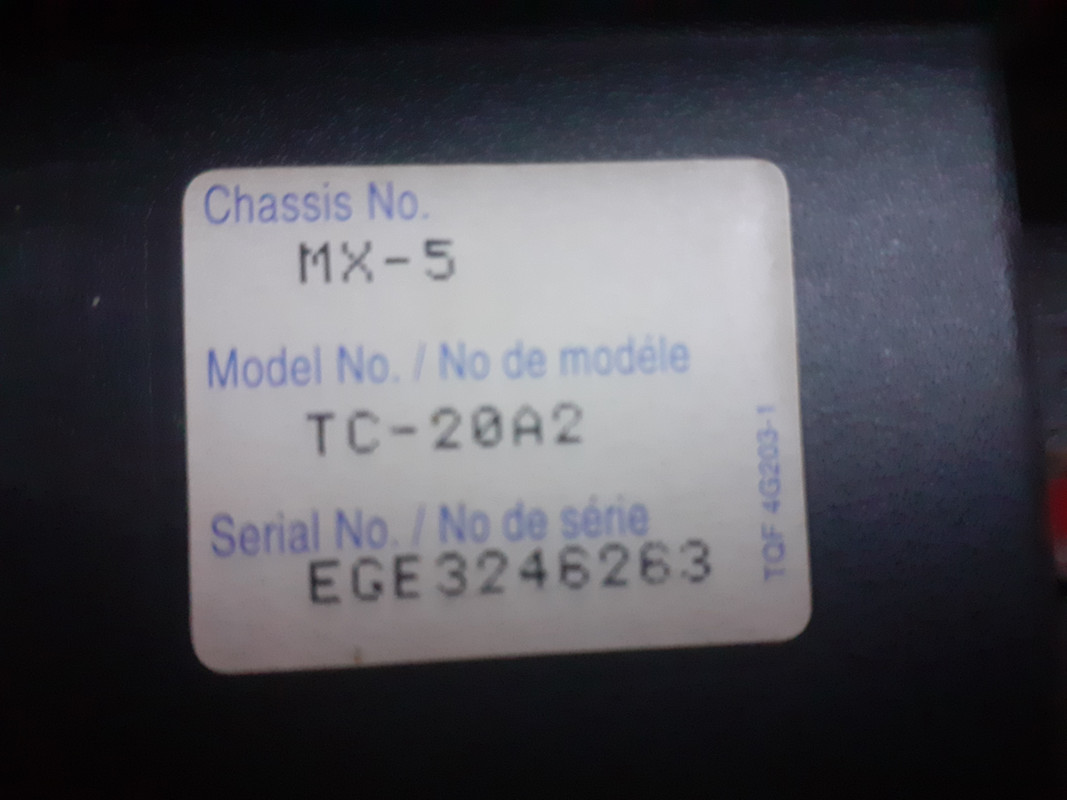 Chassis No.
MX-5
Model No. / No de modéle
TC-20A2
Serial No. / No de série
EGE3246263
TQF 4G203-1